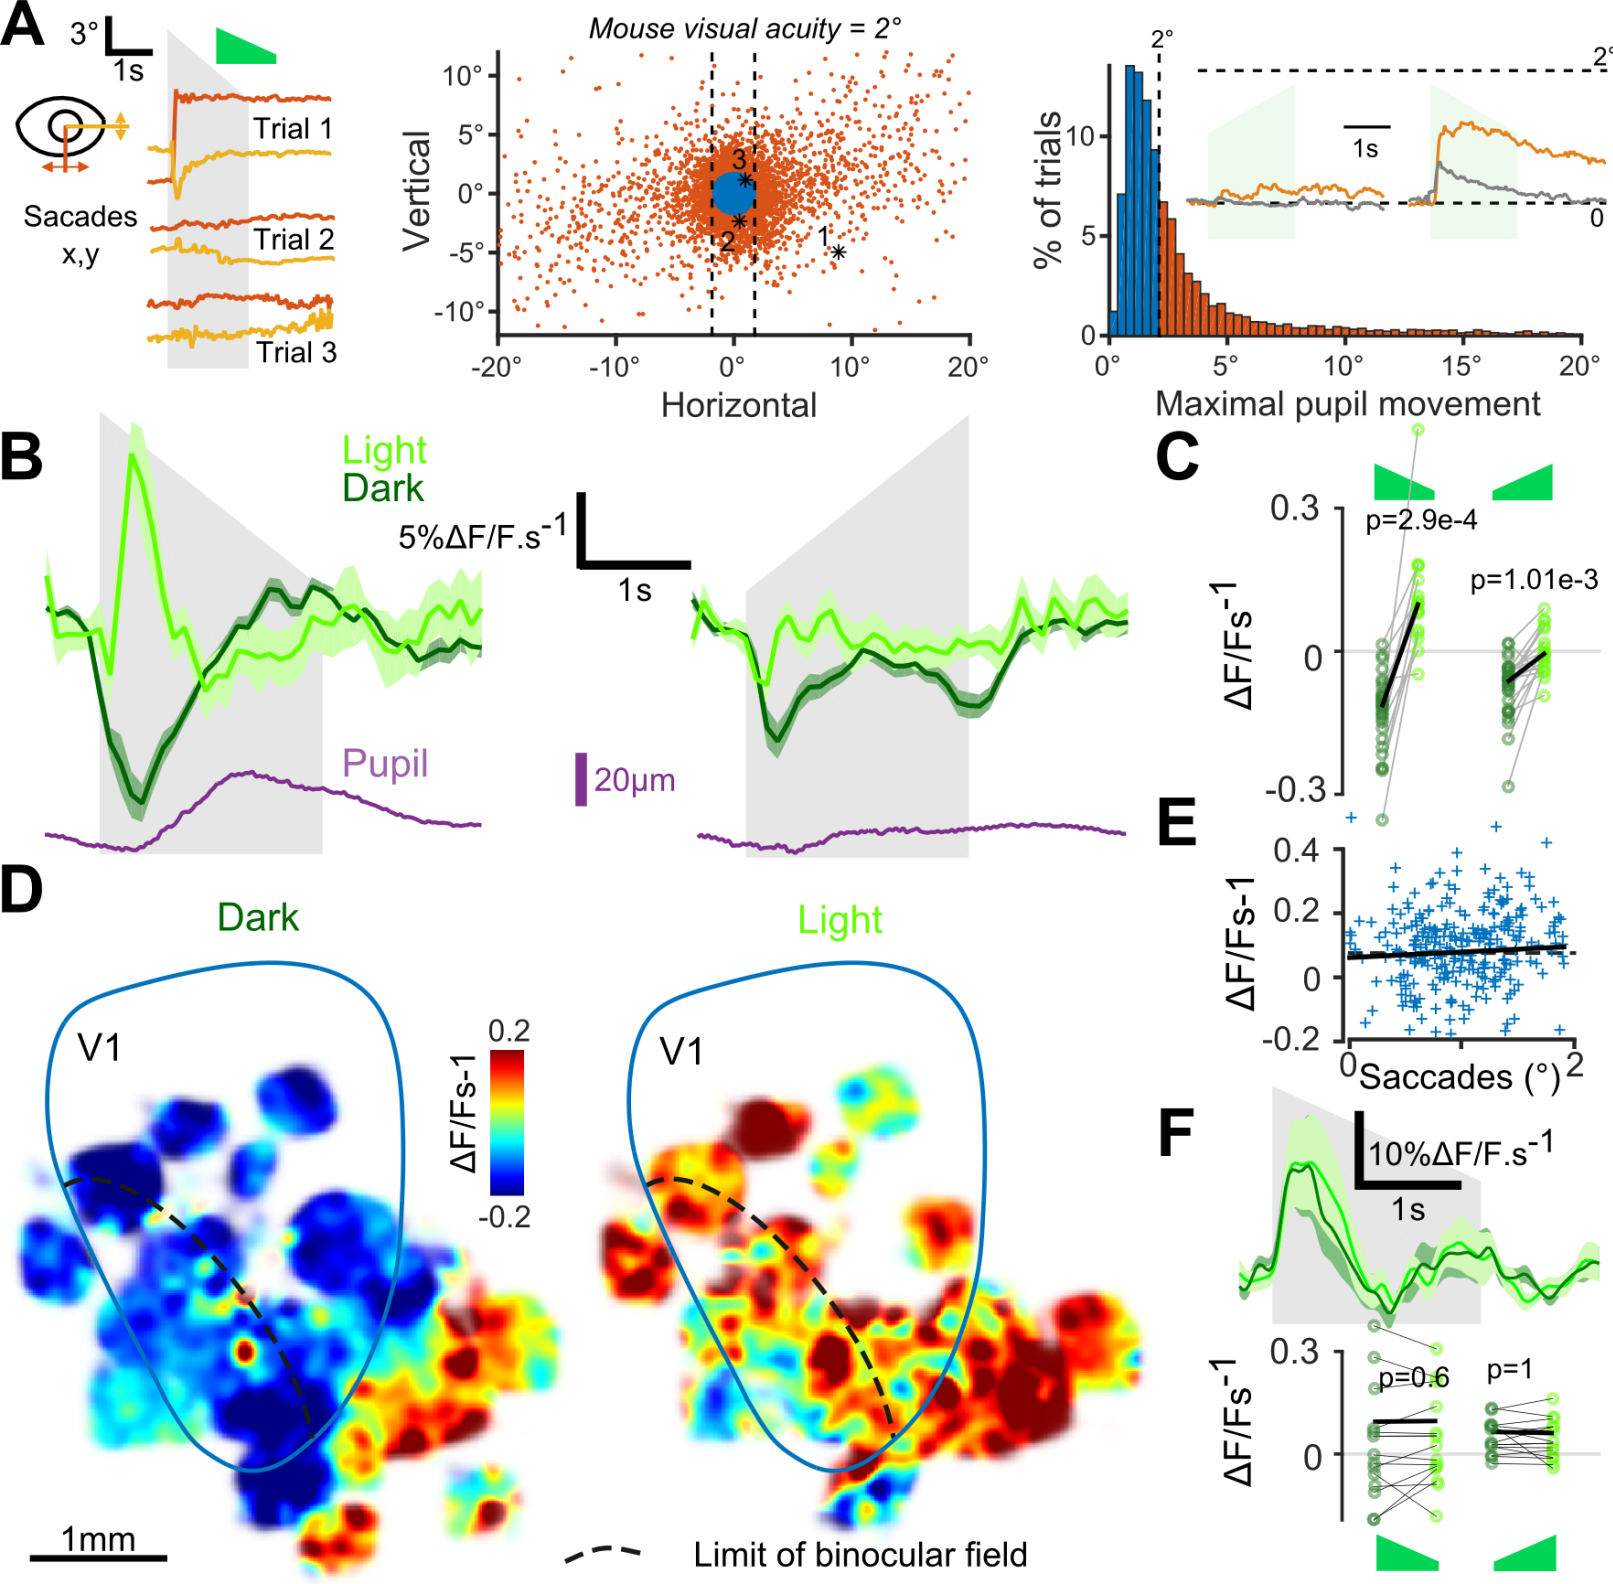 A
3°
1s
Sacades
x,y
Trial 1
Trial 2
Trial 3
Mouse visual acuity = 2°
Vertical
10°
5°
0°
-5°
-10°
3
2
1
-20°
-10°
0°
10°
20°
Horizontal
% of trials
10
5
0
2°
2°
1s
0
0°
5°
10°
15°
20°
Maximal pupil movement
B
Light
Dark
5%ΔF/F.s-1
1s
Pupil
20µm
C
0.3
p=2.9e-4
p=1.01e-3
ΔF/Fs-1
0
-0.3
D
Dark
Light
V1
V1
0.2
ΔF/Fs-1
-0.2
1mm
Limit of binocular field
E
0.4
0.2
0
-0.2
ΔF/Fs-1
0
2
Saccades (°)
F
10%ΔF/F.s-1
1s
0.3
p=0.6
p=1
ΔF/Fs-1
0